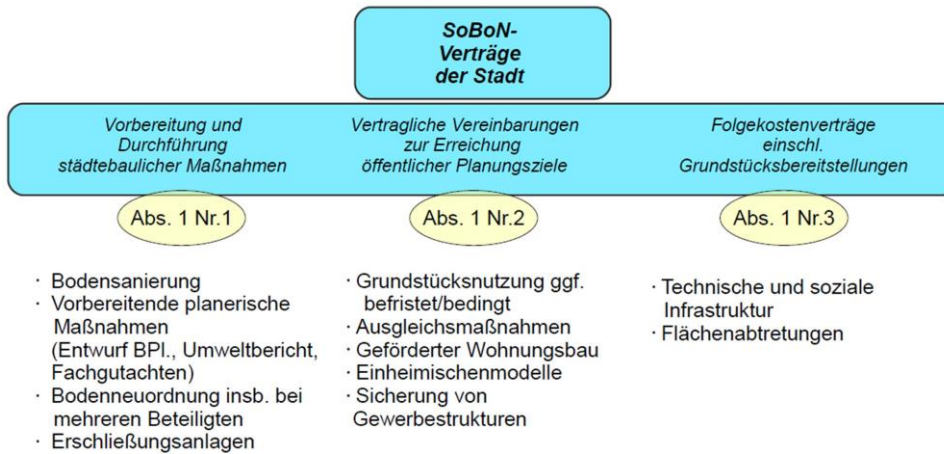 SoBoN-
Verträge
der Stadt
Vorbereitung und
Durchführung
städtebaulicher Maßnahmen
Vertragliche Vereinbarungen
zur Erreichung
öffentlicher Planungsziele
Folgekostenverträge
einschl.
Grundstücksbereitstellungen
Abs. 1 Nr.1
Abs. 1 Nr.2
Abs. 1 Nr.3
· Bodensanierung
· Vorbereitende planerische
Maßnahmen
(Entwurf BPl., Umweltbericht,
Fachgutachten)
· Bodenneuordnung insb. bei
mehreren Beteiligten
· Erschließungsanlagen
· Grundstücksnutzung ggf.
befristet/bedingt
· Ausgleichsmaßnahmen
· Geförderter Wohnungsbau
· Einheimischenmodelle
· Sicherung von
Gewerbestrukturen
· Technische und soziale
Infrastruktur
· Flächenabtretungen